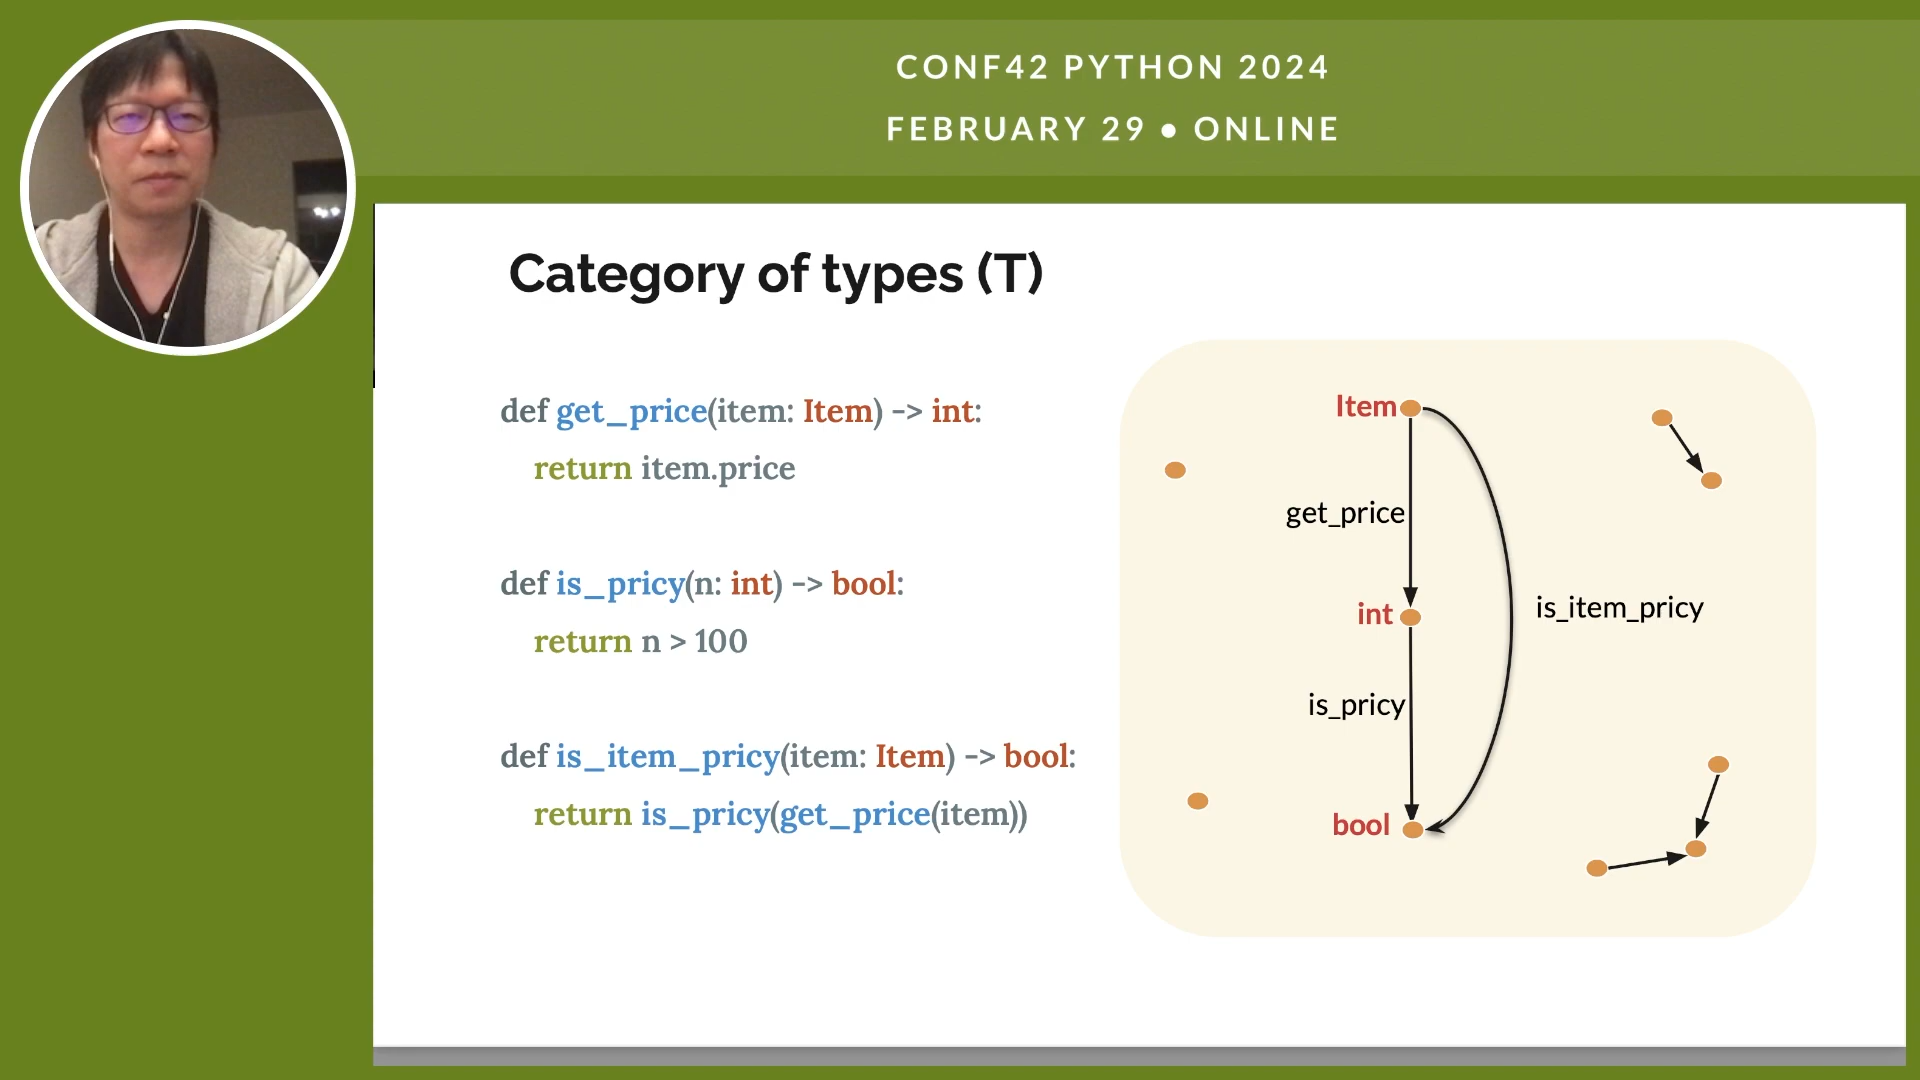 CONF42 PYTHON 2024
FEBRUARY 29 • ONLINE
Category of types (T)
def get_price(item: Item) -> int:
return item.price
def is_pricy(n: int) -> bool:
return n > 100
def is_item_pricy(item: Item) -> bool:
return is_pricy(get_price(item))
Item
get_price
int
is_item_pricy
is_pricy
bool